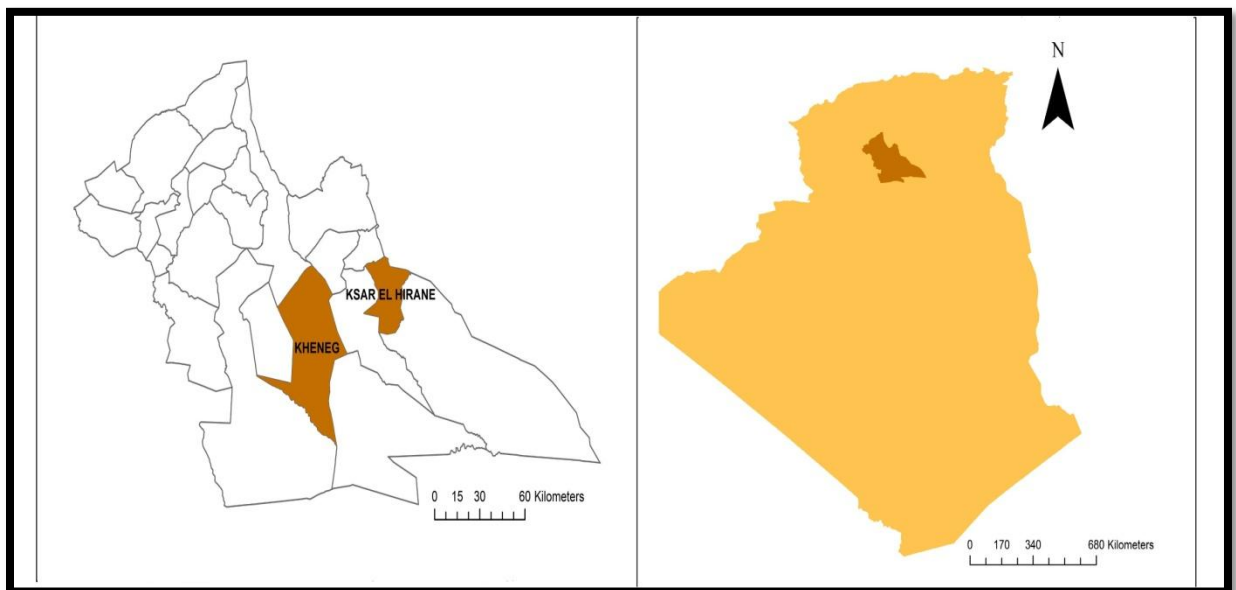 KSAR EL HIRANE
KHENEG
0 15 30 60 Kilometers
N
0 170 340 680 Kilometers